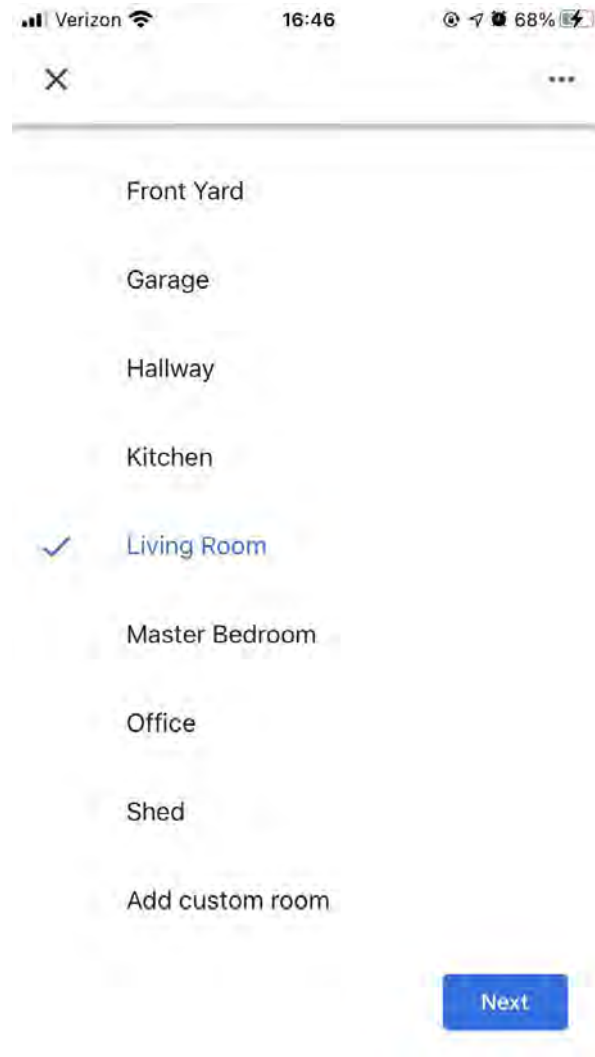 Verizon 16:46 68%
Front Yard
Garage
Hallway
Kitchen
Living Room
Master Bedroom
Office
Shed
Add custom room
Next